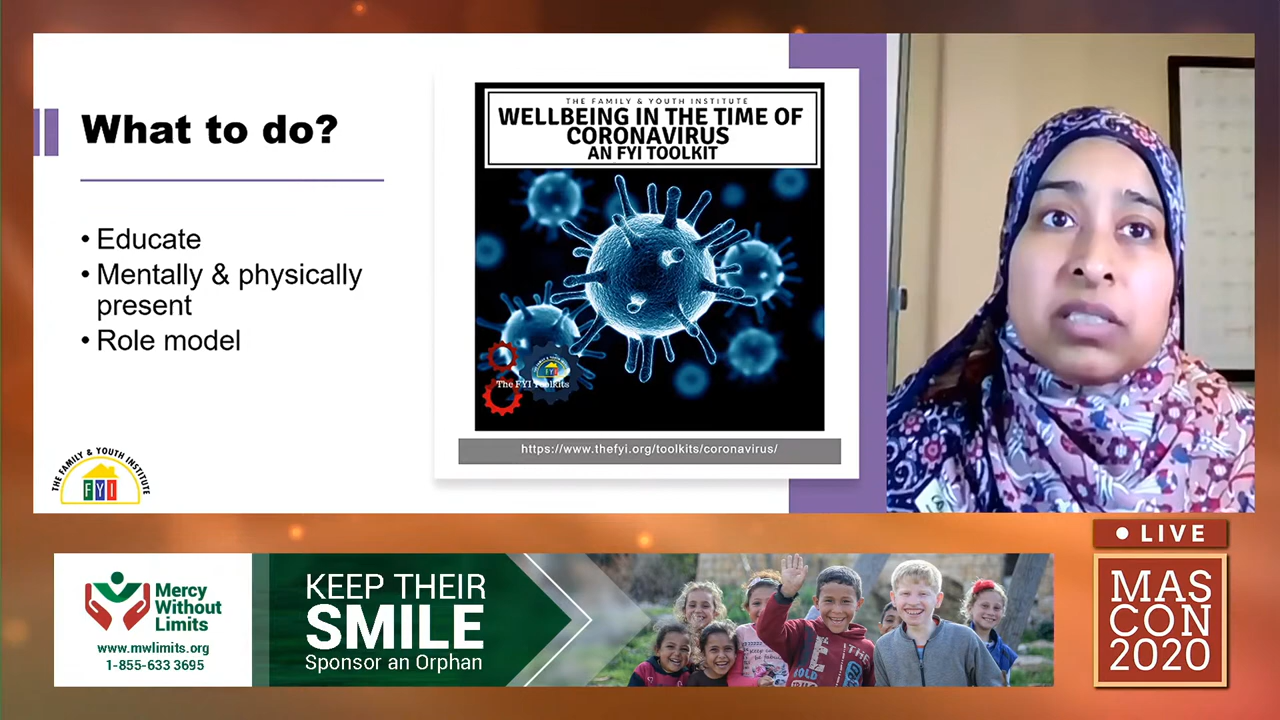 What to do?
• Educate
• Mentally & physically
present
• Role model
THE FAMILY & YOUTH INSTITUTE
FYI
THE FAMILY & YOUTH INSTITUTE
WELLBEING IN THE TIME OF
CORONAVIRUS
AN FYI TOOLKIT
FYI
The FYI Toolkits
https://www.thefyi.org/toolkits/coronavirus/
Mercy
Without
Limits
www.mwlimits.org
1-855-633 3695
KEEP THEIR
SMILE
Sponsor an Orphan
LIVE
MAS
CON
2020